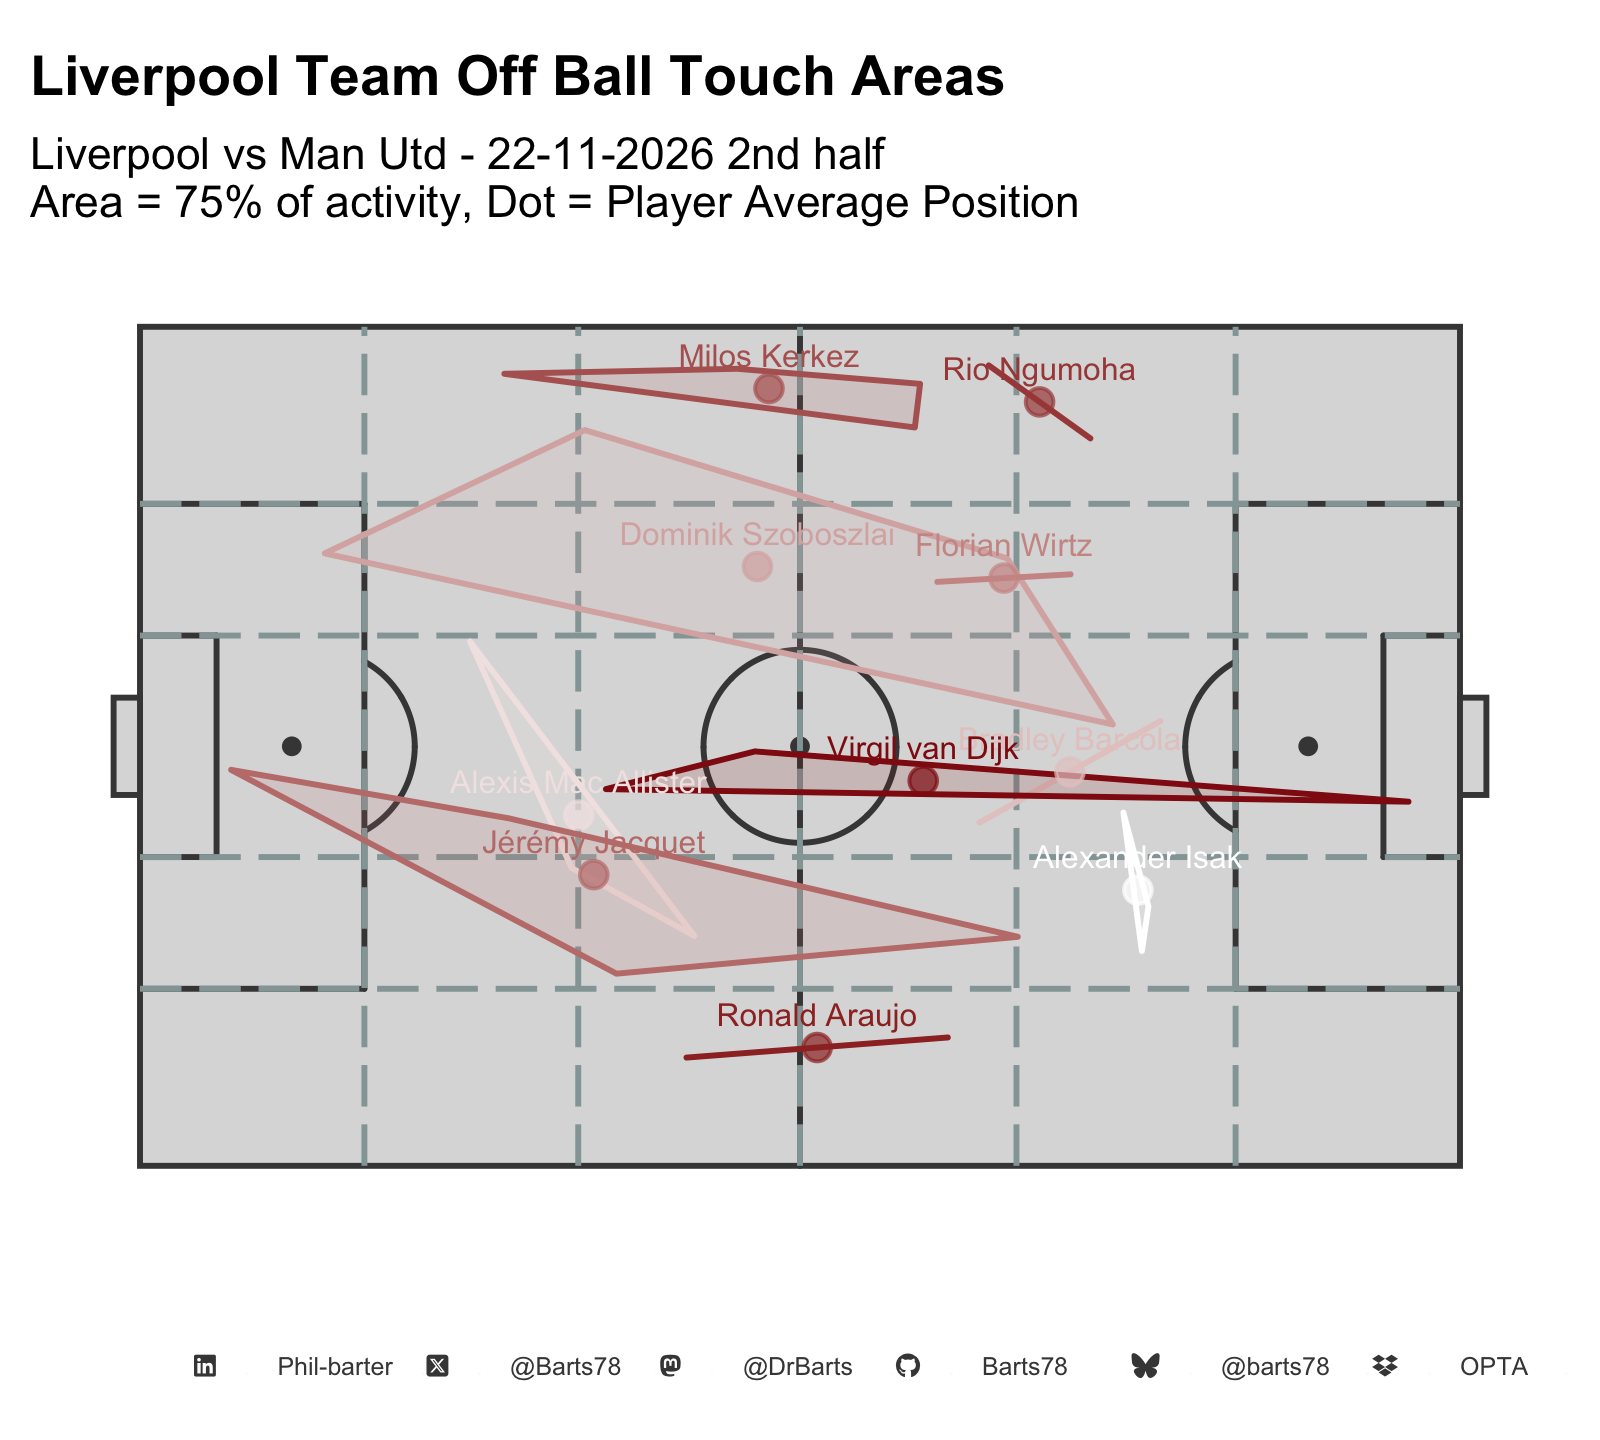 Liverpool Team Off Ball Touch Areas
Liverpool vs Man Utd - 22-11-2026 2nd half
Area = 75% of activity, Dot = Player Average Position
Milos Kerkez
Rio Ngumoha
Dominik Szoboszlai
Florian Wirtz
Bradley Barcola
Virgil van Dijk
Alexis Mac Allister
Jérémy Jacquet
Alexander Isak
Ronald Araujo
Phil-barter @Barts78 @DrBarts Barts78 @barts78 OPTA